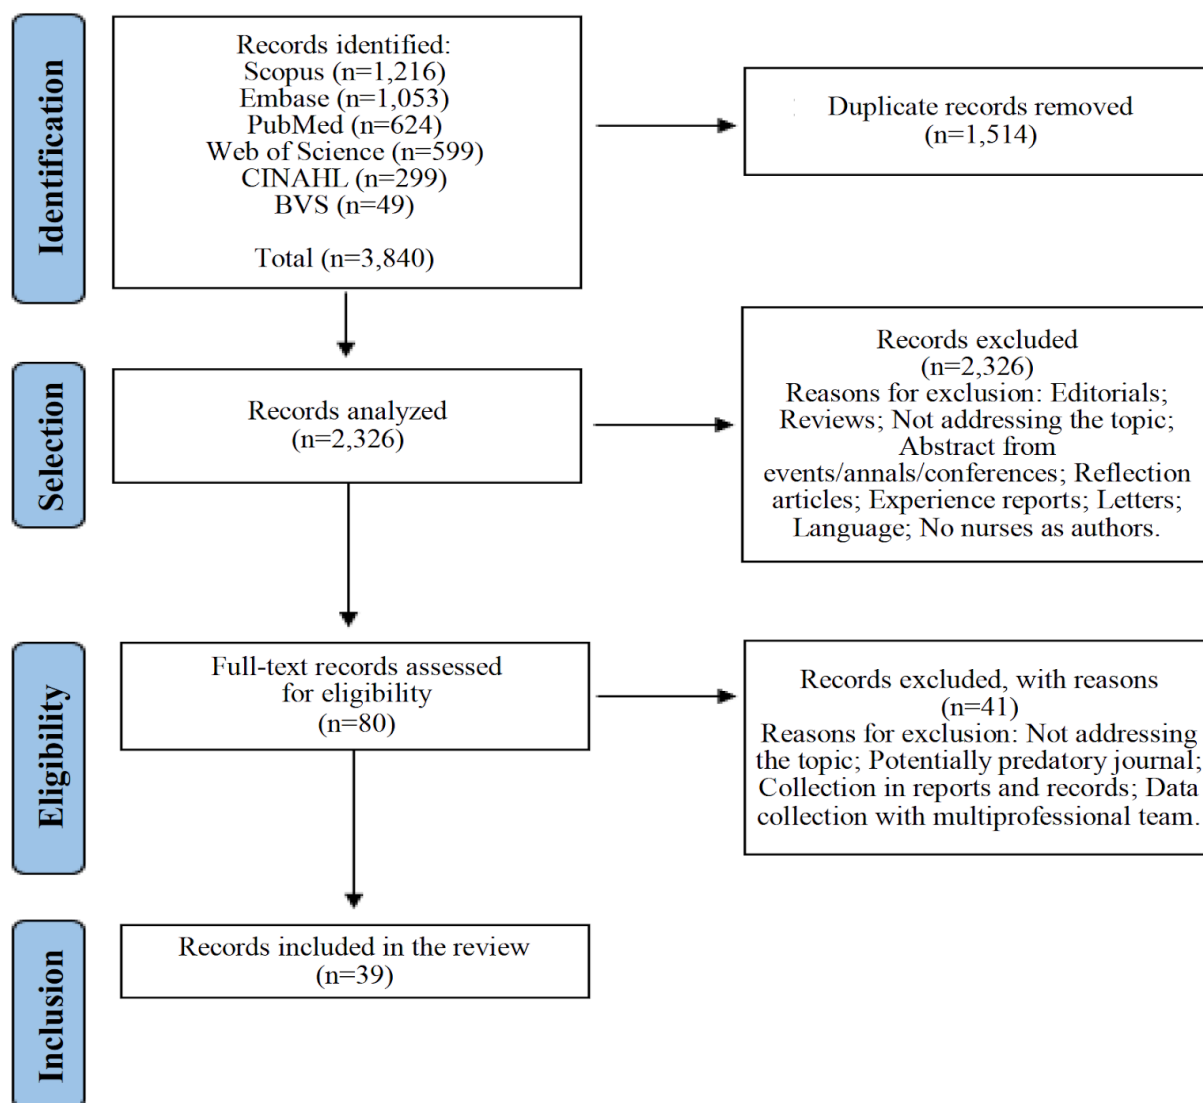 Identification
Records identified:
Scopus (n=1,216)
Embase (n=1,053)
PubMed (n=624)
Web of Science (n=599)
CINAHL (n=299)
BVS (n=49)
Total (n=3,840)
Duplicate records removed
(n=1,514)
Selection
Records analyzed
(n=2,326)
Records excluded
(n=2,326)
Reasons for exclusion: Editorials;
Reviews; Not addressing the topic;
Abstract from
events/annals/conferences; Reflection
articles; Experience reports; Letters;
Language; No nurses as authors.
Eligibility
Full-text records assessed
for eligibility
(n=80)
Records excluded, with reasons
(n=41)
Reasons for exclusion: Not addressing
the topic; Potentially predatory journal;
Collection in reports and records; Data
collection with multiprofessional team.
Inclusion
Records included in the review
(n=39)